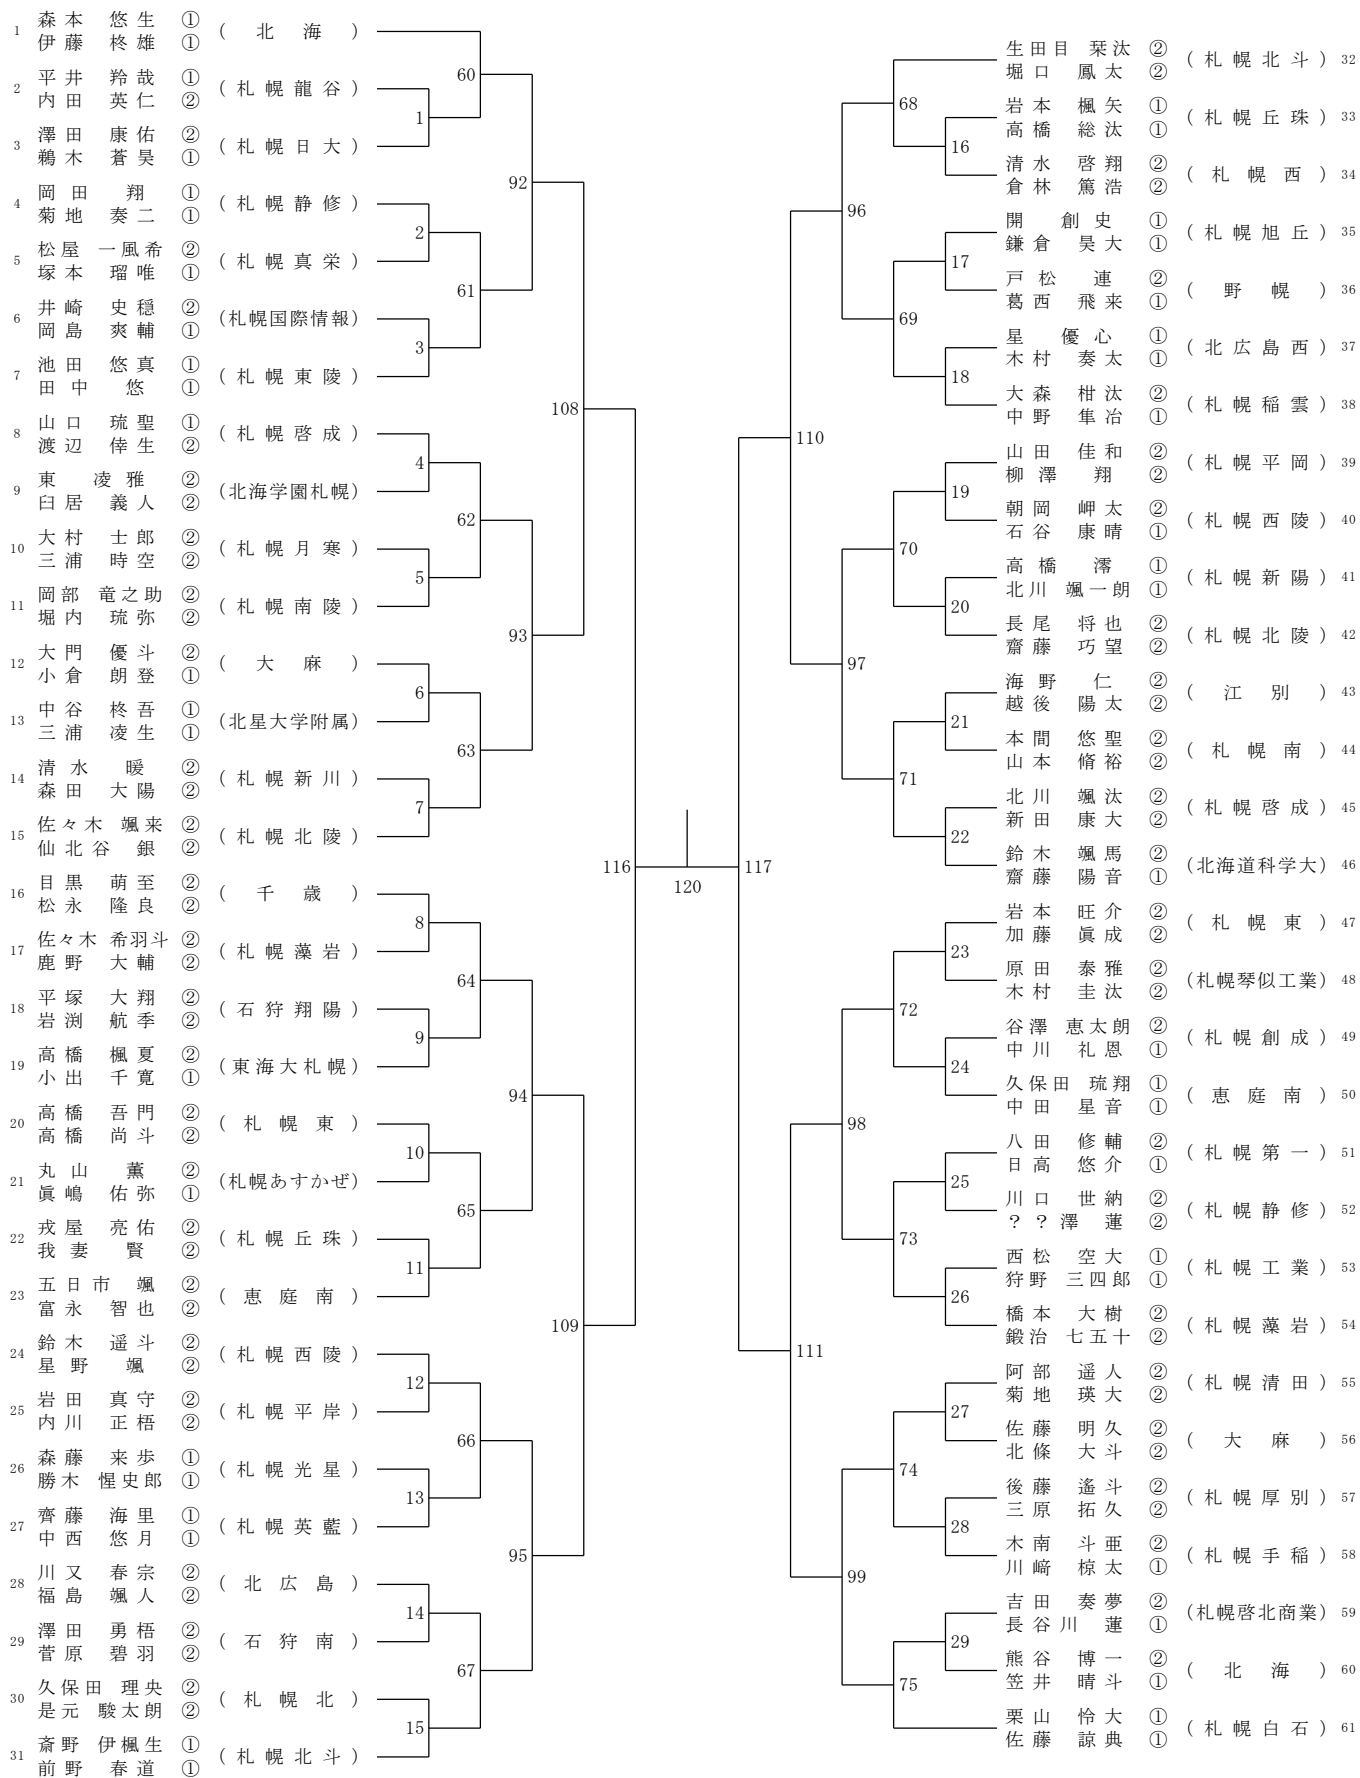 1 森本 悠生 ① (北海)
伊藤 柊雄 ①
2 平井 羚哉 ① (札幌龍谷)
内田 英仁 ②
3 澤田 康佑 ② (札幌日大)
鵜木 蒼昊 ①
4 岡田 翔 ① (札幌静修)
菊地 奏二 ①
5 松屋 一風希 ② (札幌真栄)
塚本 瑠唯 ①
6 井崎 史穏 ② (札幌国際情報)
岡島 爽輔 ①
7 池田 悠真 ① (札幌東陵)
田中 悠 ①
8 山口 琉聖 ① (札幌啓成)
渡辺 倖生 ②
9 東 凌雅 ② (北海学園札幌)
臼居 義人 ②
10 大村 士郎 ② (札幌月寒)
三浦 時空 ②
11 岡部 竜之助 ② (札幌南陵)
堀内 琉弥 ②
12 大門 優斗 ② (大麻)
小倉 朗登 ①
13 中谷 柊吾 ① (北星大学附属)
三浦 凌生 ①
14 清水 暖 ② (札幌新川)
森田 大陽 ②
15 佐々木 颯来 ② (札幌北陵)
仙北谷 銀 ②
16 目黒 萌至 ② (千歳)
松永 隆良 ②
17 佐々木 希羽斗 ② (札幌藻岩)
鹿野 大輔 ②
18 平塚 大翔 ② (石狩翔陽)
岩渕 航季 ②
19 高橋 楓夏 ② (東海大札幌)
小出 千寛 ①
20 高橋 吾門 ② (札幌東)
高橋 尚斗 ②
21 丸山 薫 ② (札幌あすかぜ)
眞嶋 佑弥 ①
22 戎屋 亮佑 ② (札幌丘珠)
我妻 賢 ②
23 五日市 颯 ② (恵庭南)
富永 智也 ②
24 鈴木 遥斗 ② (札幌西陵)
星野 颯 ②
25 岩田 真守 ② (札幌平岸)
内川 正悟 ②
26 森藤 来歩 ① (札幌光星)
勝木 惺史郎 ①
27 齊藤 海里 ① (札幌英藍)
中西 悠月 ①
28 川又 春宗 ② (北広島)
福島 颯人 ②
29 澤田 勇悟 ② (石狩南)
菅原 碧羽 ②
30 久保田 理央 ② (札幌北)
是元 駿太朗 ②
31 斎野 伊楓生 ① (札幌北斗)
前野 春道 ①
1
2
3
4
5
6
7
8
9
10
11
12
13
14
15
60
61
62
63
64
65
66
67
92
93
94
95
108
109
116
120
117
110
111
96
97
98
99
68
69
70
71
72
73
74
75
16
17
18
19
20
21
22
23
24
25
26
27
28
29
生田目 栞汰 ② (札幌北斗) 32
堀口 鳳太 ②
岩本 楓矢 ① (札幌丘珠) 33
高橋 総汰 ①
清水 啓翔 ② (札幌西) 34
倉林 篤浩 ②
開 創史 ① (札幌旭丘) 35
鎌倉 昊大 ①
戸松 連 ② (野幌) 36
葛西 飛来 ①
星 優心 ① (北広島西) 37
木村 奏太 ①
大森 柑汰 ② (札幌稲雲) 38
中野 隼冶 ①
山田 佳和 ② (札幌平岡) 39
柳澤 翔 ②
朝岡 岬太 ② (札幌西陵) 40
石谷 康晴 ①
高橋 澪 ① (札幌新陽) 41
北川 颯一朗 ①
長尾 将也 ② (札幌北陵) 42
齋藤 巧望 ②
海野 仁 ② (江別) 43
越後 陽太 ②
本間 悠聖 ② (札幌南) 44
山本 脩裕 ②
北川 颯汰 ② (札幌啓成) 45
新田 康大 ②
鈴木 颯馬 ② (北海道科学大) 46
齋藤 陽音 ①
岩本 旺介 ② (札幌東) 47
加藤 眞成 ②
原田 泰雅 ② (札幌琴似工業) 48
木村 圭汰 ②
谷澤 恵太朗 ② (札幌創成) 49
中川 礼恩 ①
久保田 琉翔 ① (恵庭南) 50
中田 星音 ①
八田 修輔 ② (札幌第一) 51
日高 悠介 ①
川口 世納 ② (札幌静修) 52
??澤 蓮 ②
西松 空大 ① (札幌工業) 53
狩野 三四郎 ①
橋本 大樹 ② (札幌藻岩) 54
鍛治 七五十 ②
阿部 遥人 ② (札幌清田) 55
菊地 瑛大 ②
佐藤 明久 ② (大麻) 56
北條 大斗 ②
後藤 遙斗 ② (札幌厚別) 57
三原 拓久 ②
木南 斗亜 ② (札幌手稲) 58
川﨑 椋太 ①
吉田 奏夢 ② (札幌啓北商業) 59
長谷川 蓮 ①
熊谷 博一 ② (北海) 60
笠井 晴斗 ①
栗山 怜大 ① (札幌白石) 61
佐藤 諒典 ①